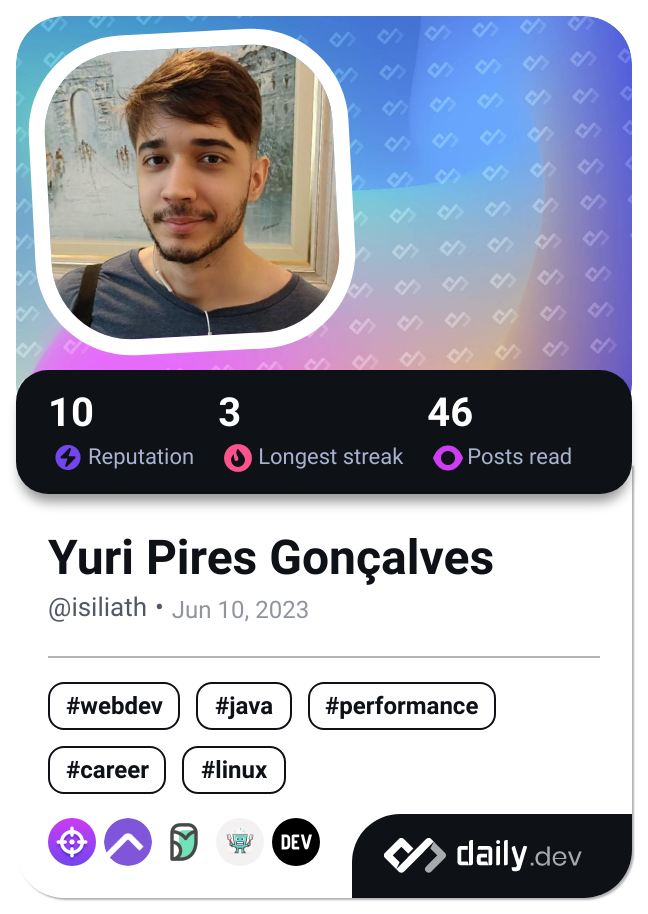 10 3 46
Reputation Longest streak Posts read
Yuri Pires Gonçalves
@isiliath • Jun 10, 2023
#webdev #java #performance
#career #linux
DEV
daily.dev